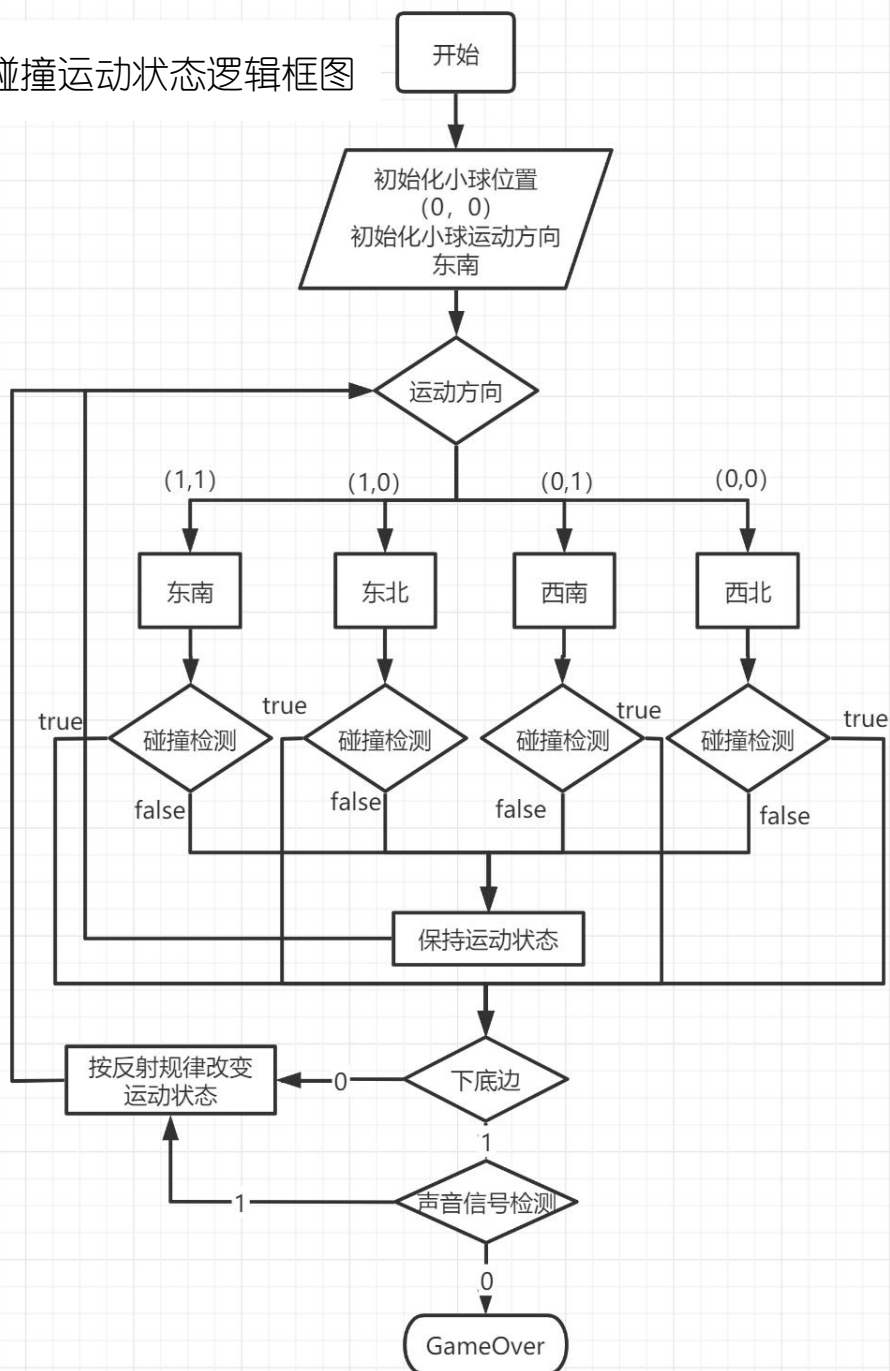 碰撞运动状态逻辑框图
开始
初始化小球位置
(0, 0)
初始化小球运动方向
东南
运动方向
(1,1)
(1,0)
(0,1)
(0,0)
东南
东北
西南
西北
true
碰撞检测
true
碰撞检测
碰撞检测
true
碰撞检测
true
false
false
false
false
保持运动状态
按反射规律改变
运动状态
0
下底边
1
1
声音信号检测
0
GameOver